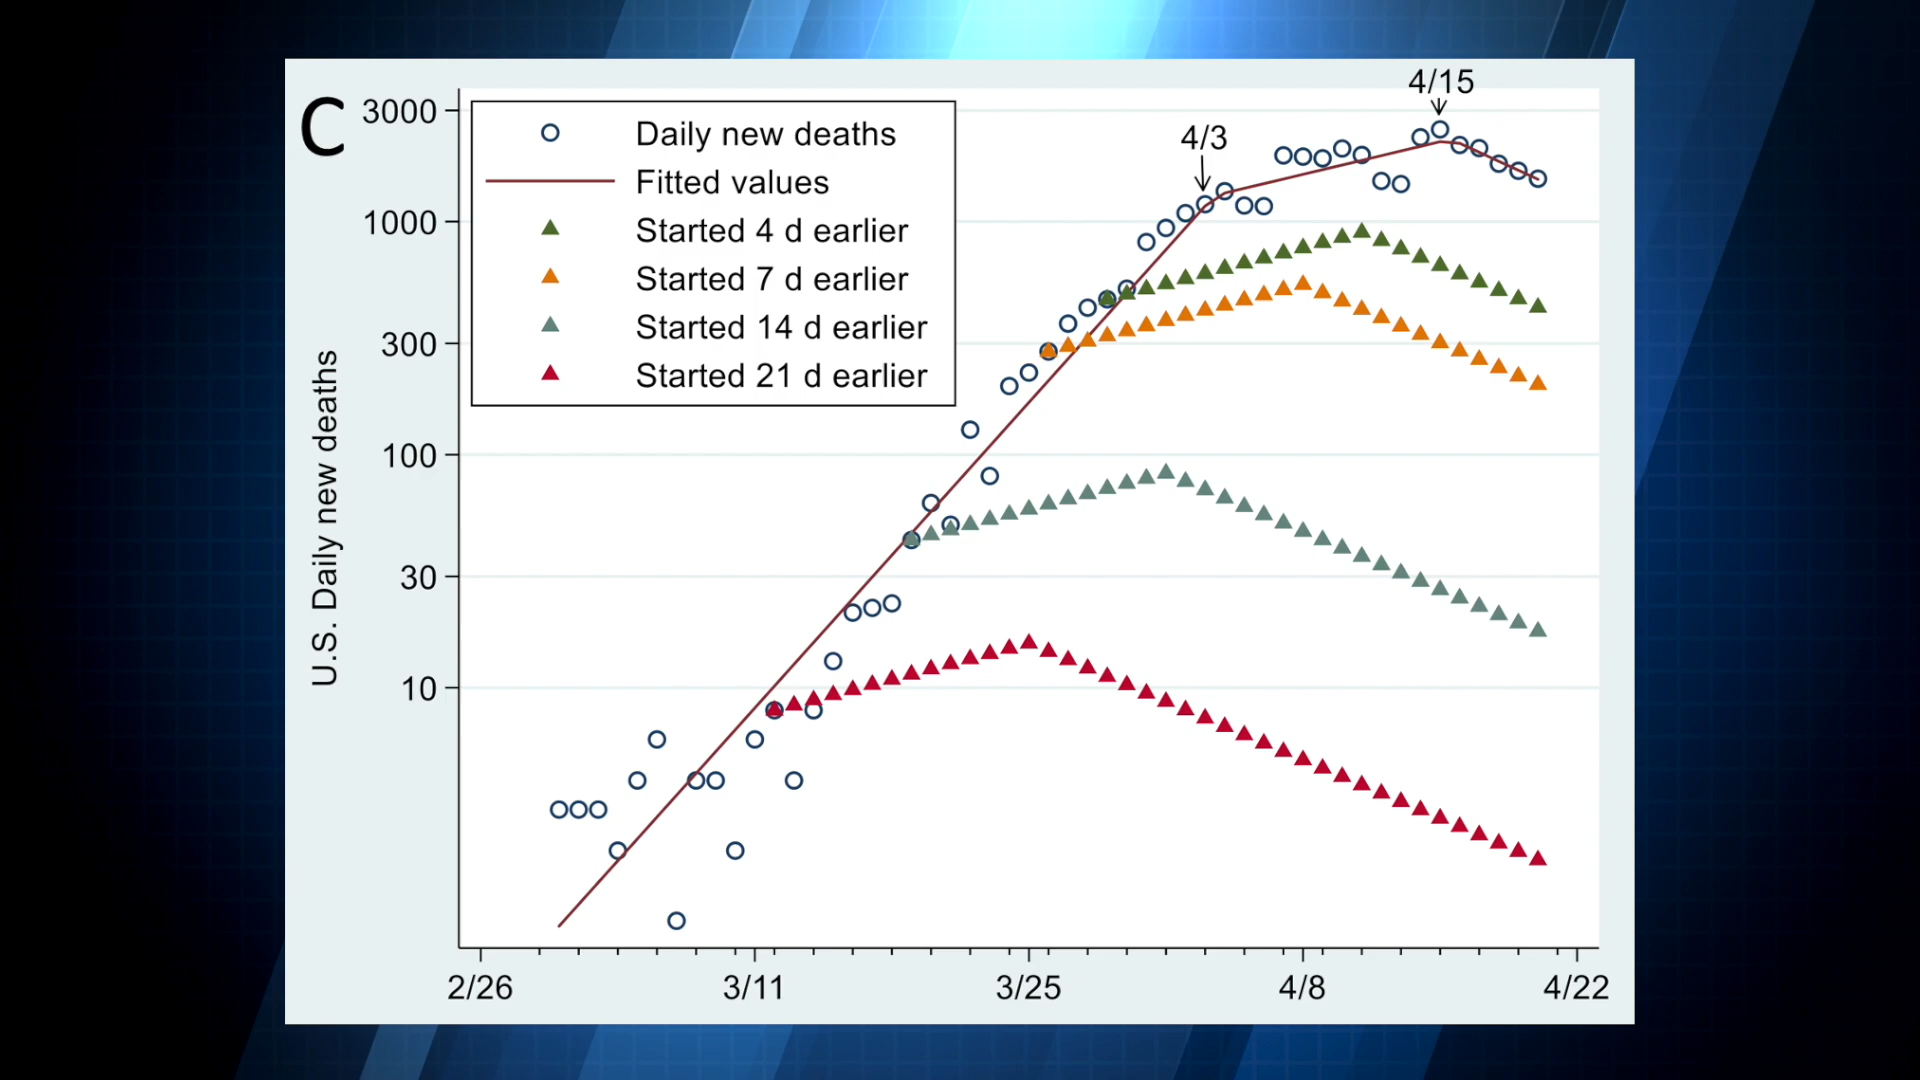 C
4/15
4/3
3000
1000
300
100
30
10
U.S. Daily new deaths
Daily new deaths
Fitted values
Started 4 d earlier
Started 7 d earlier
Started 14 d earlier
Started 21 d earlier
2/26
3/11
3/25
4/8
4/22